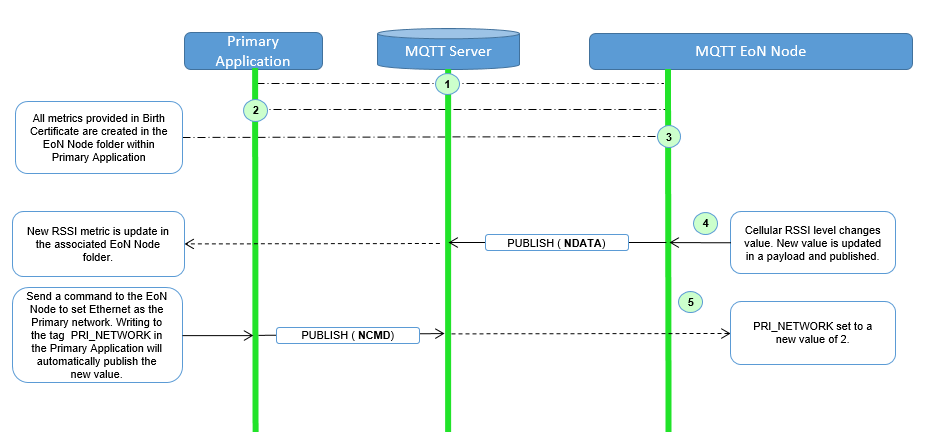 Primary
Application
MQTT Server
MQTT EoN Node
1
2
3
All metrics provided in Birth
Certificate are created in the
EoN Node folder within
Primary Application
New RSSI metric is update in
the associated EoN Node
folder.
PUBLISH ( NDATA)
4
Cellular RSSI level changes
value. New value is updated
in a payload and published.
Send a command to the EoN
Node to set Ethernet as the
Primary network. Writing to
the tag PRI_NETWORK in
the Primary Application will
automatically publish the
new value.
PUBLISH ( NCMD)
5
PRI_NETWORK set to a
new value of 2.